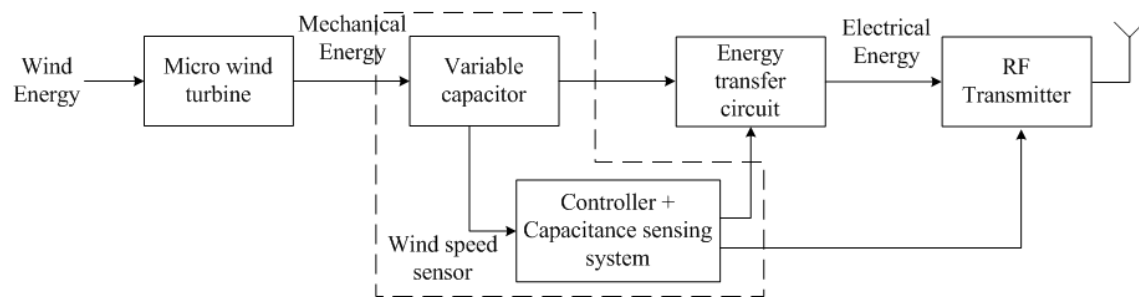 Wind
Energy
Micro wind
turbine
Mechanical
Energy
Variable
capacitor
Energy
transfer
circuit
Electrical
Energy
RF
Transmitter
Wind speed
sensor
Controller +
Capacitance sensing
system